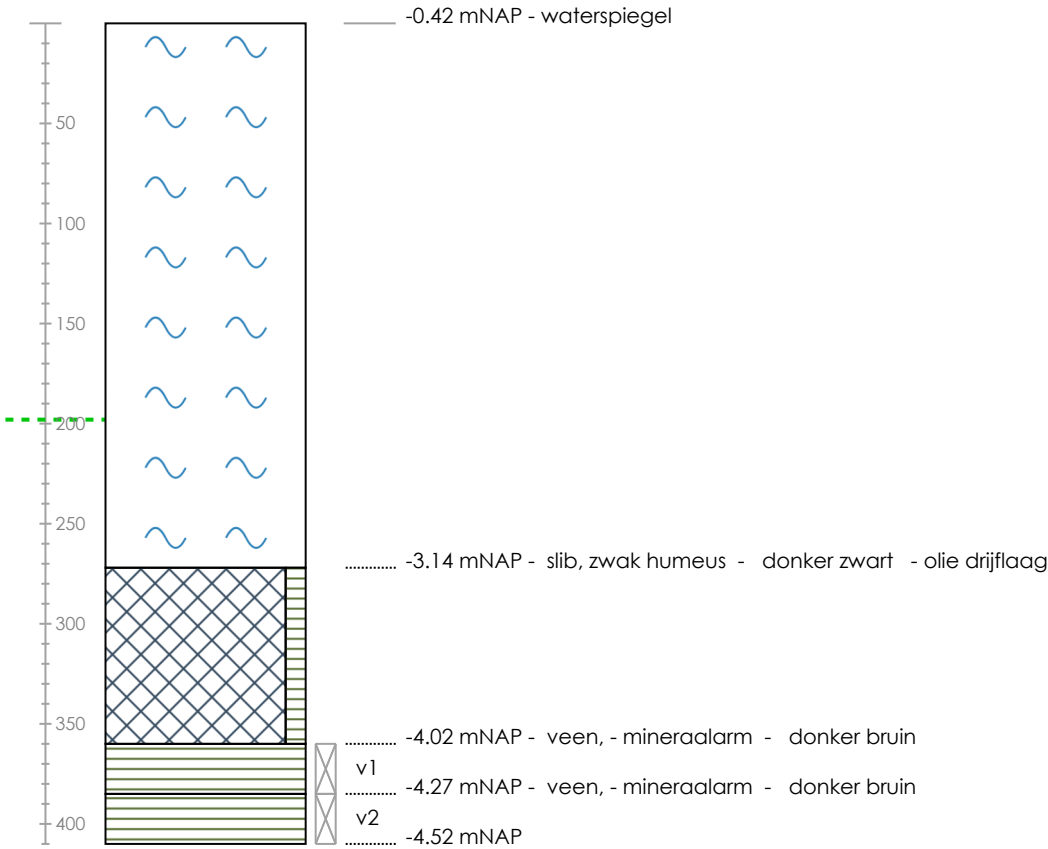 -0.42 mNAP - waterspiegel
50
100
150
200
250
-3.14 mNAP - slib, zwak humeus - donker zwart - olie drijflaag
300
350
-4.02 mNAP - veen, - mineraalarm - donker bruin
v1
-4.27 mNAP - veen, - mineraalarm - donker bruin
v2
400
-4.52 mNAP